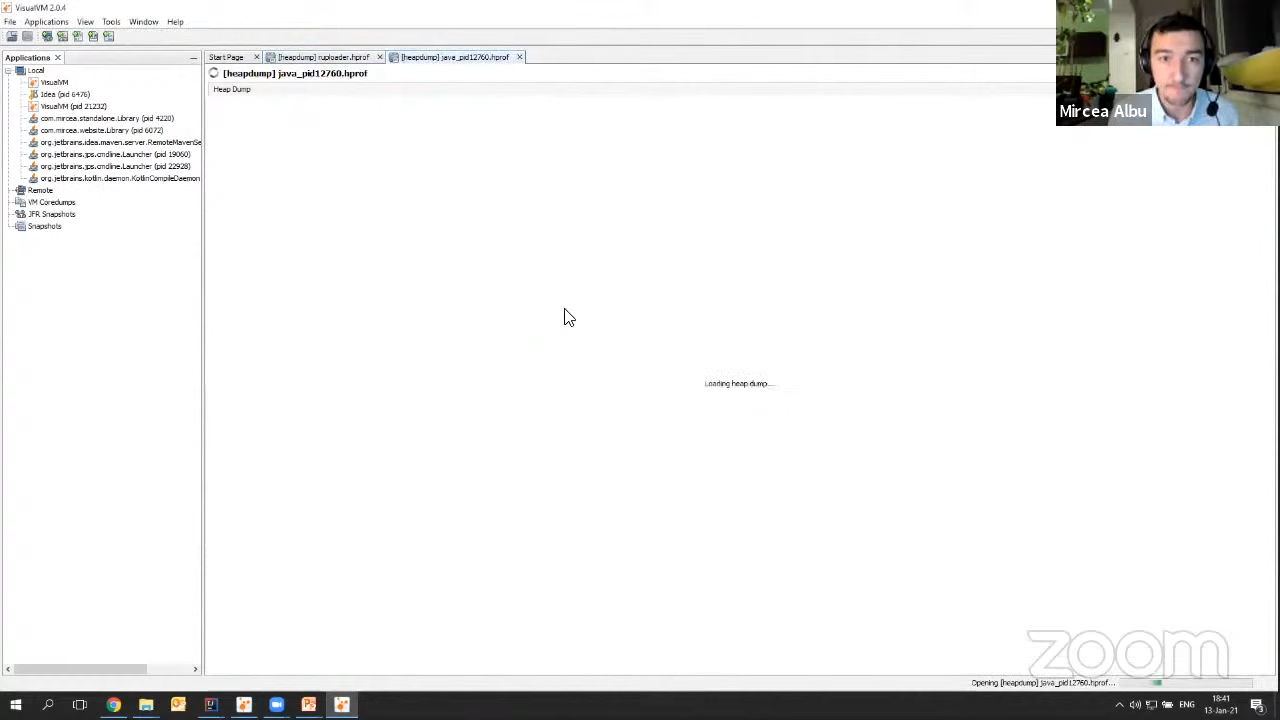 VisualVM 2.0.4
File Applications View Tools Window Help
Applications
Start Page
[heapdump] ruploader.hprof
[heapdump] java_pid12760.hprof
Local
VisualVM
Idea (pid 6476)
VisualVM (pid 21232)
com.mircea.standalone.Library (pid 4220)
com.mircea.website.Library (pid 6072)
org.jetbrains.idea.maven.server.RemoteMavenSe
org.jetbrains.jps.cmdline.Launcher (pid 19060)
org.jetbrains.jps.cmdline.Launcher (pid 22928)
org.jetbrains.kotlin.daemon.KotlinCompileDaemon
Remote
VM Coredumps
JFR Snapshots
Snapshots
[heapdump] java_pid12760.hprof
Heap Dump
Loading heap dump...
Mircea Albu
zoom
Opening [heapdump] java_pid12760.hprof...
ENG
18:41
13-Jan-21
3